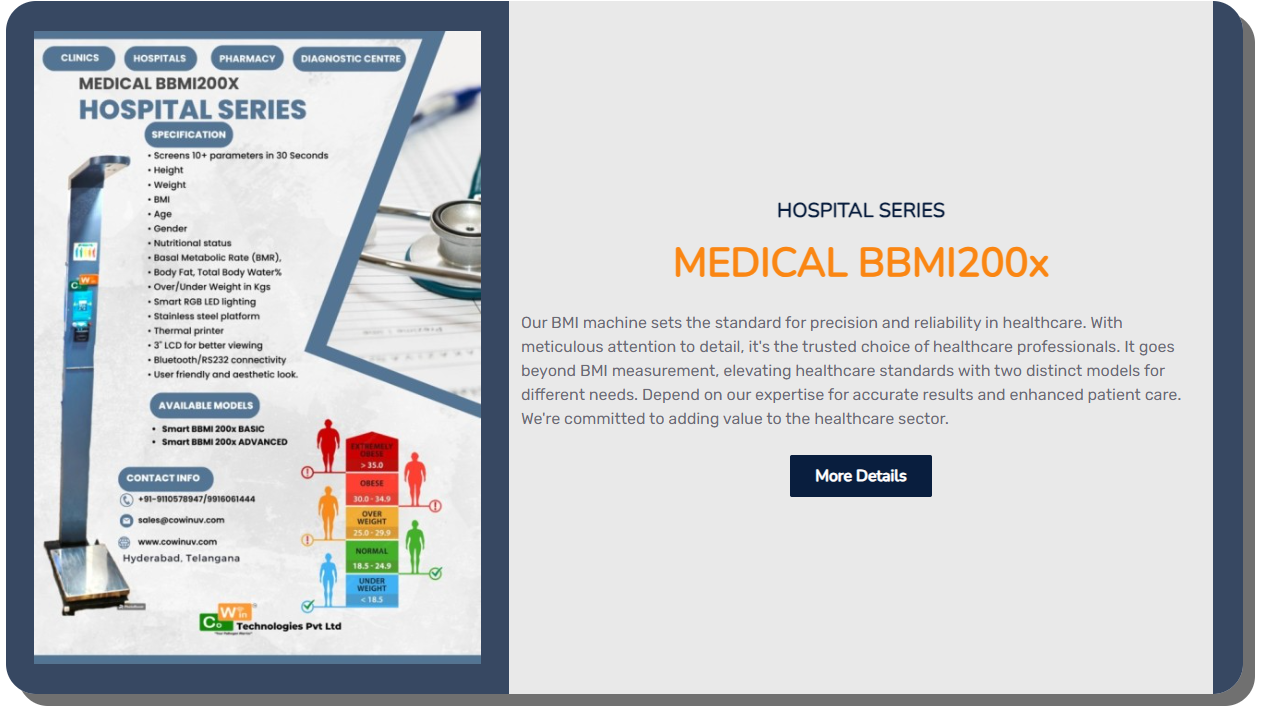 CLINICS
HOSPITALS
PHARMACY
DIAGNOSTIC CENTRE
MEDICAL BBMI200X
HOSPITAL SERIES
SPECIFICATION
• Screens 10+ parameters in 30 Seconds
• Height
• Weight
• BMI
• Age
• Gender
• Nutritional status
• Basal Metabolic Rate (BMR),
• Body Fat, Total Body Water%
• Over/Under Weight in Kgs
• Smart RGB LED lighting
• Stainless steel platform
• Thermal printer
• 3" LCD for better viewing
• Bluetooth/RS232 connectivity
• User friendly and aesthetic look.
AVAILABLE MODELS
• Smart BBMI 200x BASIC
• Smart BBMI 200x ADVANCED
CONTACT INFO
+91-9110578947/9916061444
sales@cowinuv.com
www.cowinuv.com
Hyderabad, Telangana
EXTREMELY
OBESE
> 35.0
OBESE
30.0 - 34.9
OVER
WEIGHT
25.0 - 29.9
NORMAL
18.5 - 24.9
UNDER
WEIGHT
< 18.5
Co Win
Technologies Pvt Ltd
HOSPITAL SERIES
MEDICAL BBMI200x
Our BMI machine sets the standard for precision and reliability in healthcare. With
meticulous attention to detail, it's the trusted choice of healthcare professionals. It goes
beyond BMI measurement, elevating healthcare standards with two distinct models for
different needs. Depend on our expertise for accurate results and enhanced patient care.
We're committed to adding value to the healthcare sector.
More Details